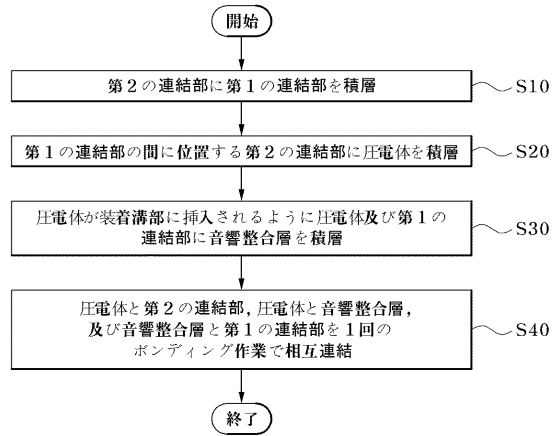 開始
第2の連結部に第1の連結部を積層
S10
第1の連結部の間に位置する第2の連結部に圧電体を積層
S20
圧電体が装着溝部に挿入されるように圧電体及び第1の
連結部に音響整合層を積層
S30
圧電体と第2の連結部,圧電体と音響整合層,
及び音響整合層と第1の連結部を1回の
ボンディング作業で相互連結
S40
終了